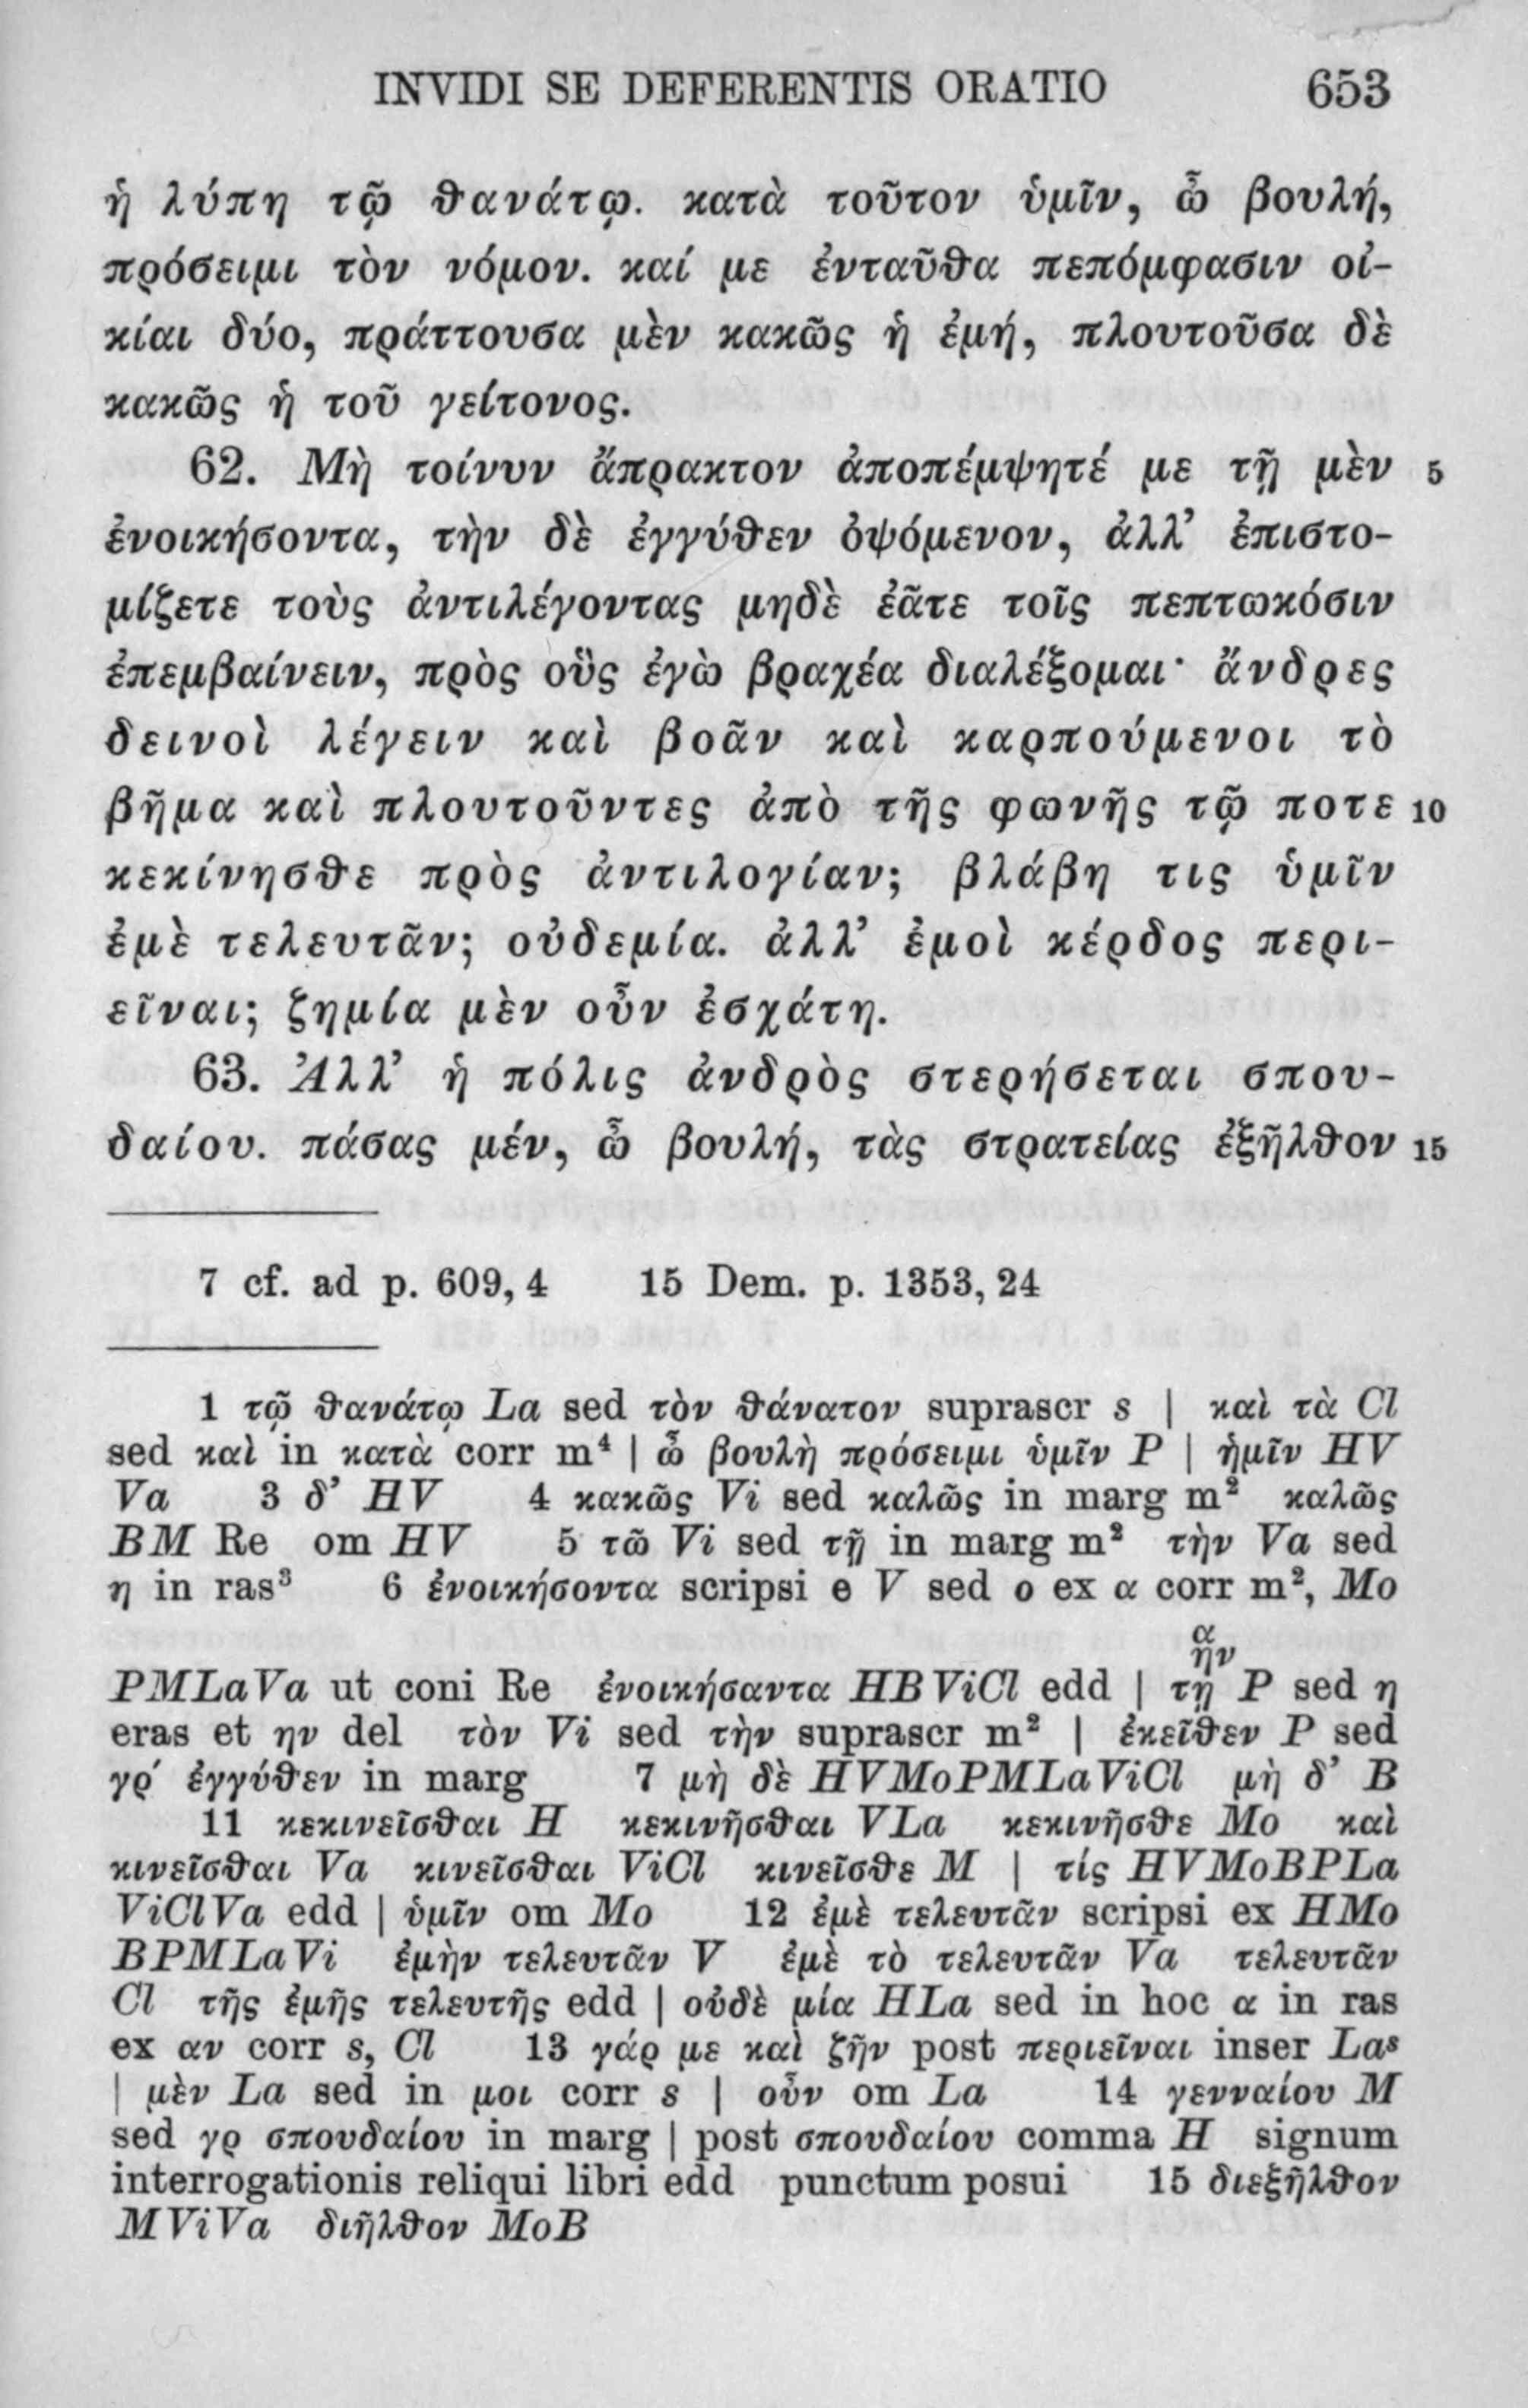 INVIDI SE DEFERENTIS ORATIO 653
ἡ λύπη τῷ θανάτῳ. κατὰ τοῦτον ὑμῖν, ὦ βουλή,
πρόσειμι τὸν νόμον. καί με ἐνταῦθα πεπόμφασιν οἰ-
κίαι δύο, πράττουσα μὲν κακῶς ἡ ἐμή, πλουτοῦσα δὲ
κακῶς ἡ τοῦ γείτονος.
62. Μὴ τοίνυν ἄπρακτον ἀποπέμψητέ με τῇ μὲν 5
ἐνοικήσοντα, τὴν δὲ ἐγγύθεν ὀψόμενον, ἀλλ’ ἐπιστο-
μίζετε τοὺς ἀντιλέγοντας μηδὲ ἐᾶτε τοῖς πεπτωκόσιν
ἐπεμβαίνειν, πρὸς οὓς ἐγὼ βραχέα διαλέξομαι· ἄνδρες
δεινοὶ λέγειν καὶ βοᾶν καὶ καρπούμενοι τὸ
βῆμα καὶ πλουτοῦντες ἀπὸ τῆς φωνῆς τῷ ποτε 10
κεκίνησθε πρὸς ἀντιλογίαν; βλάβη τις ὑμῖν
ἐμὲ τελευτᾶν; οὐδεμία. ἀλλ’ ἐμοὶ κέρδος περι-
εῖναι; ζημία μὲν οὖν ἐσχάτη.
63. Ἀλλ’ ἡ πόλις ἀνδρὸς στερήσεται σπου-
δαίου. πάσας μέν, ὦ βουλή, τὰς στρατείας ἐξῆλθον 15
7 cf. ad p. 609, 4 15 Dem. p. 1353, 24
1 τῷ θανάτῳ La sed τὸν θάνατον suprascr s | καὶ τὰ Cl
sed καὶ in κατὰ corr m⁴ | ὦ βουλὴ πρόσειμι ὑμῖν P | ἡμῖν HV
Va 3 δ’ HV 4 κακῶς Vi sed καλῶς in marg m² καλῶς
BM Re om HV 5 τῶ Vi sed τῇ in marg m² τὴν Va sed
η in ras³ 6 ἐνοικήσοντα scripsi e V sed ο ex α corr m², Mo
α
ην
PMLaVa ut coni Re ἐνοικήσαντα HBViCl edd | τῇ P sed η
eras et ην del τὸν Vi sed τὴν suprascr m² | ἐκεῖθεν P sed
γρ´ ἐγγύθεν in marg 7 μὴ δὲ HVMoPMLaViCl μὴ δ’ B
11 κεκινεῖσθαι H κεκινῆσθαι VLa κεκινῆσθε Mo καὶ
κινεῖσθαι Va κινεῖσθαι ViCl κινεῖσθε M | τίς HVMoBPLa
ViClVa edd | ὑμῖν om Mo 12 ἐμὲ τελευτᾶν scripsi ex HMo
BPMLaVi ἐμὴν τελευτᾶν V ἐμὲ τὸ τελευτᾶν Va τελευτᾶν
Cl τῆς ἐμῆς τελευτῆς edd | οὐδὲ μία HLa sed in hoc α in ras
ex αν corr s, Cl 13 γάρ με καὶ ζῆν post περιεῖναι inser Laˢ
| μὲν La sed in μοι corr s | οὖν om La 14 γενναίου M
sed γρ σπουδαίου in marg | post σπουδαίου comma H signum
interrogationis reliqui libri edd punctum posui 15 διεξῆλθον
MViVa διῆλθον MoB